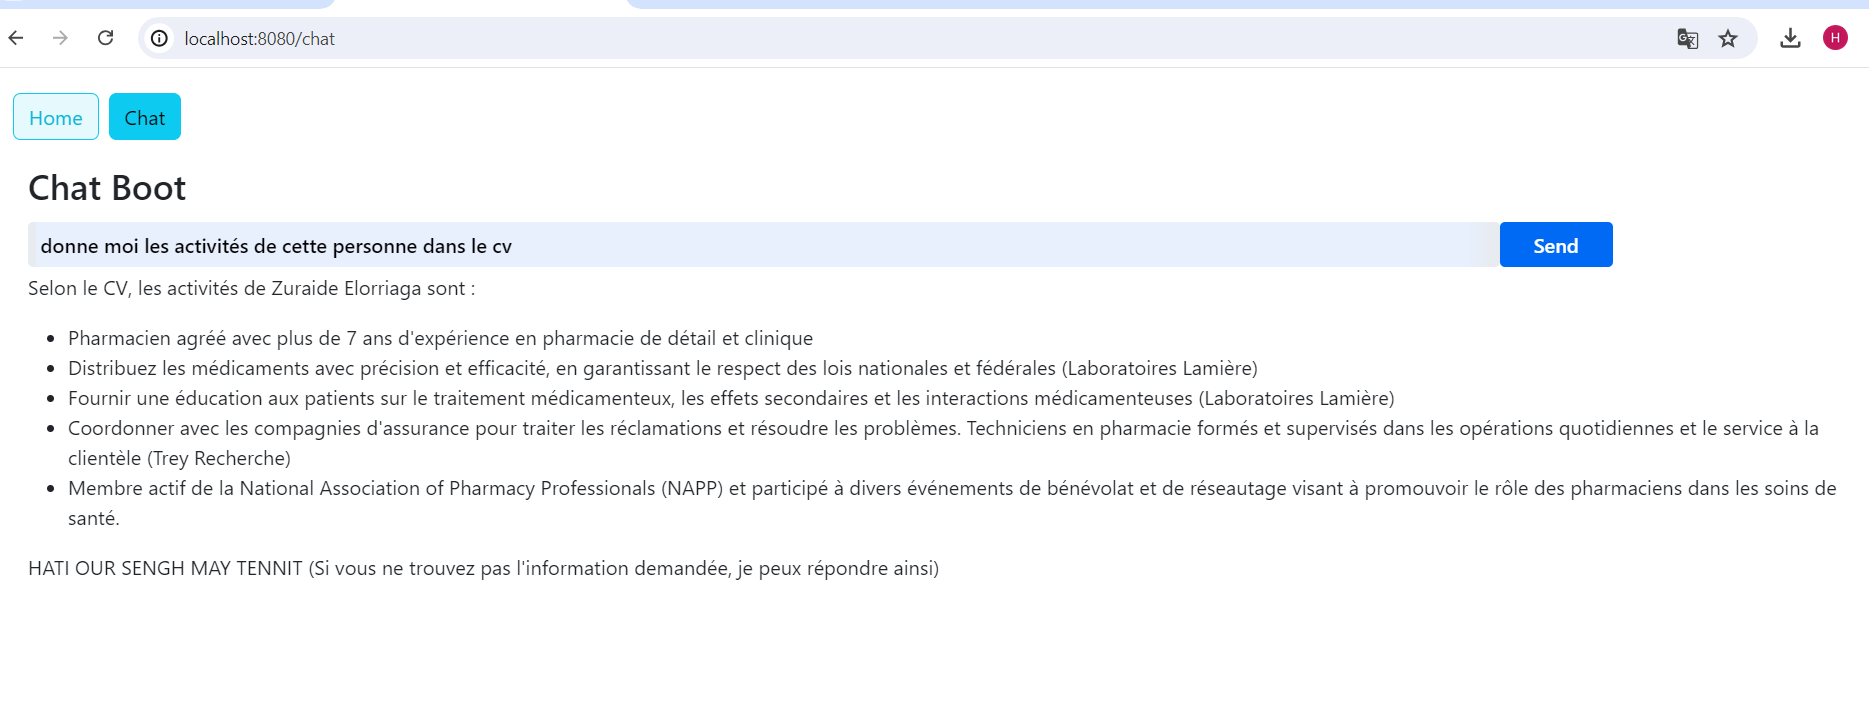 localhost:8080/chat
H
Home Chat
Chat Boot
donne moi les activités de cette personne dans le cv Send
Selon le CV, les activités de Zuraide Elorriaga sont :
Pharmacien agréé avec plus de 7 ans d'expérience en pharmacie de détail et clinique
Distribuez les médicaments avec précision et efficacité, en garantissant le respect des lois nationales et fédérales (Laboratoires Lamière)
Fournir une éducation aux patients sur le traitement médicamenteux, les effets secondaires et les interactions médicamenteuses (Laboratoires Lamière)
Coordonner avec les compagnies d'assurance pour traiter les réclamations et résoudre les problèmes. Techniciens en pharmacie formés et supervisés dans les opérations quotidiennes et le service à la
clientèle (Trey Recherche)
Membre actif de la National Association of Pharmacy Professionals (NAPP) et participé à divers événements de bénévolat et de réseautage visant à promouvoir le rôle des pharmaciens dans les soins de
santé.
HATI OUR SENGH MAY TENNIT (Si vous ne trouvez pas l'information demandée, je peux répondre ainsi)